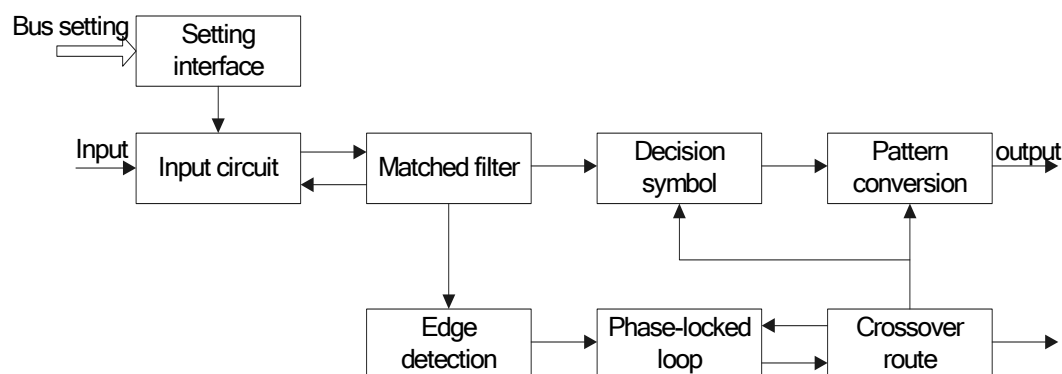 Bus setting
Setting
interface
Input
Input circuit
Matched filter
Decision
symbol
Pattern
conversion
output
Edge
detection
Phase-locked
loop
Crossover
route